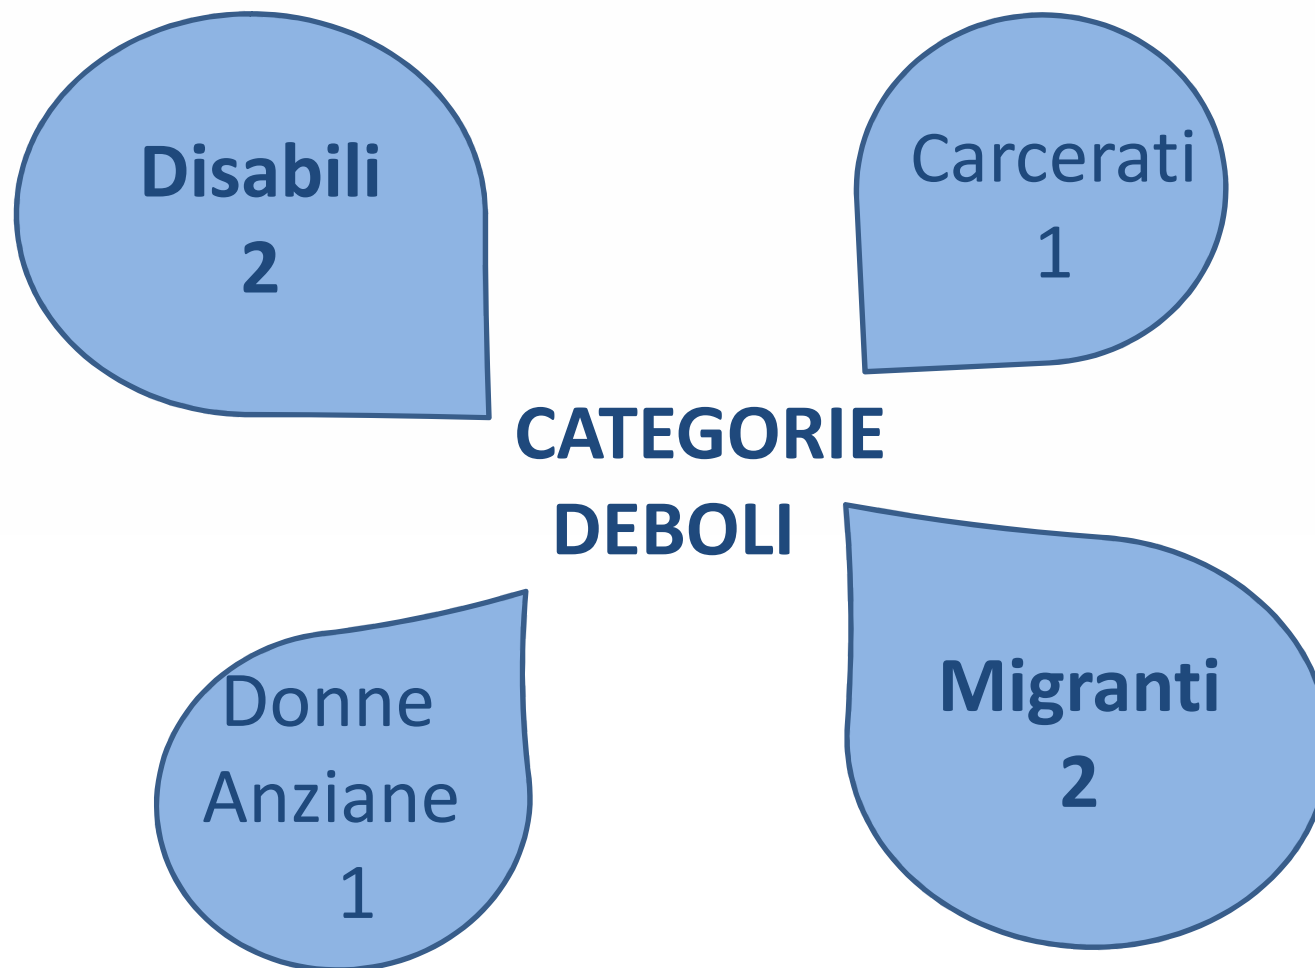 Disabili
2
Carcerati
1
CATEGORIE
DEBOLI
Donne
Anziane
1
Migranti
2